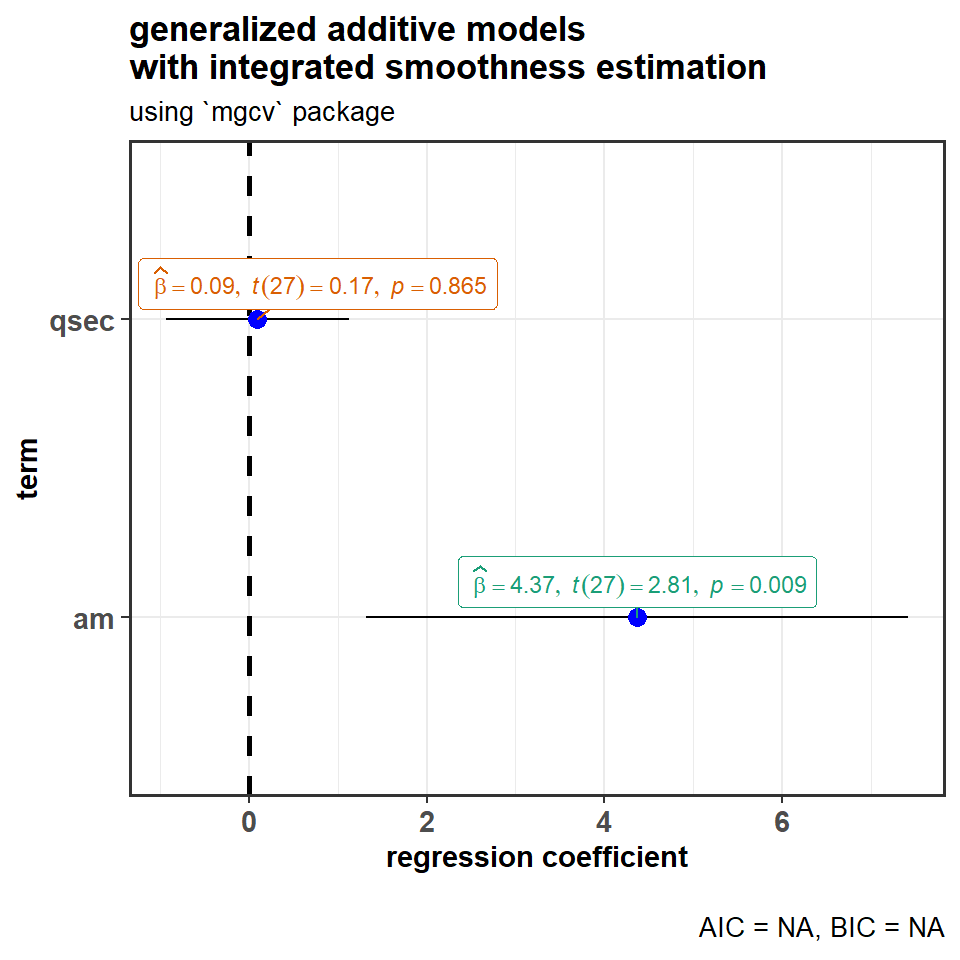 generalized additive models
with integrated smoothness estimation
using `mgcv` package
β̂ = 0.09, t(27) = 0.17, p = 0.865
qsec
term
β̂ = 4.37, t(27) = 2.81, p = 0.009
am
0 2 4 6
regression coefficient
AIC = NA, BIC = NA